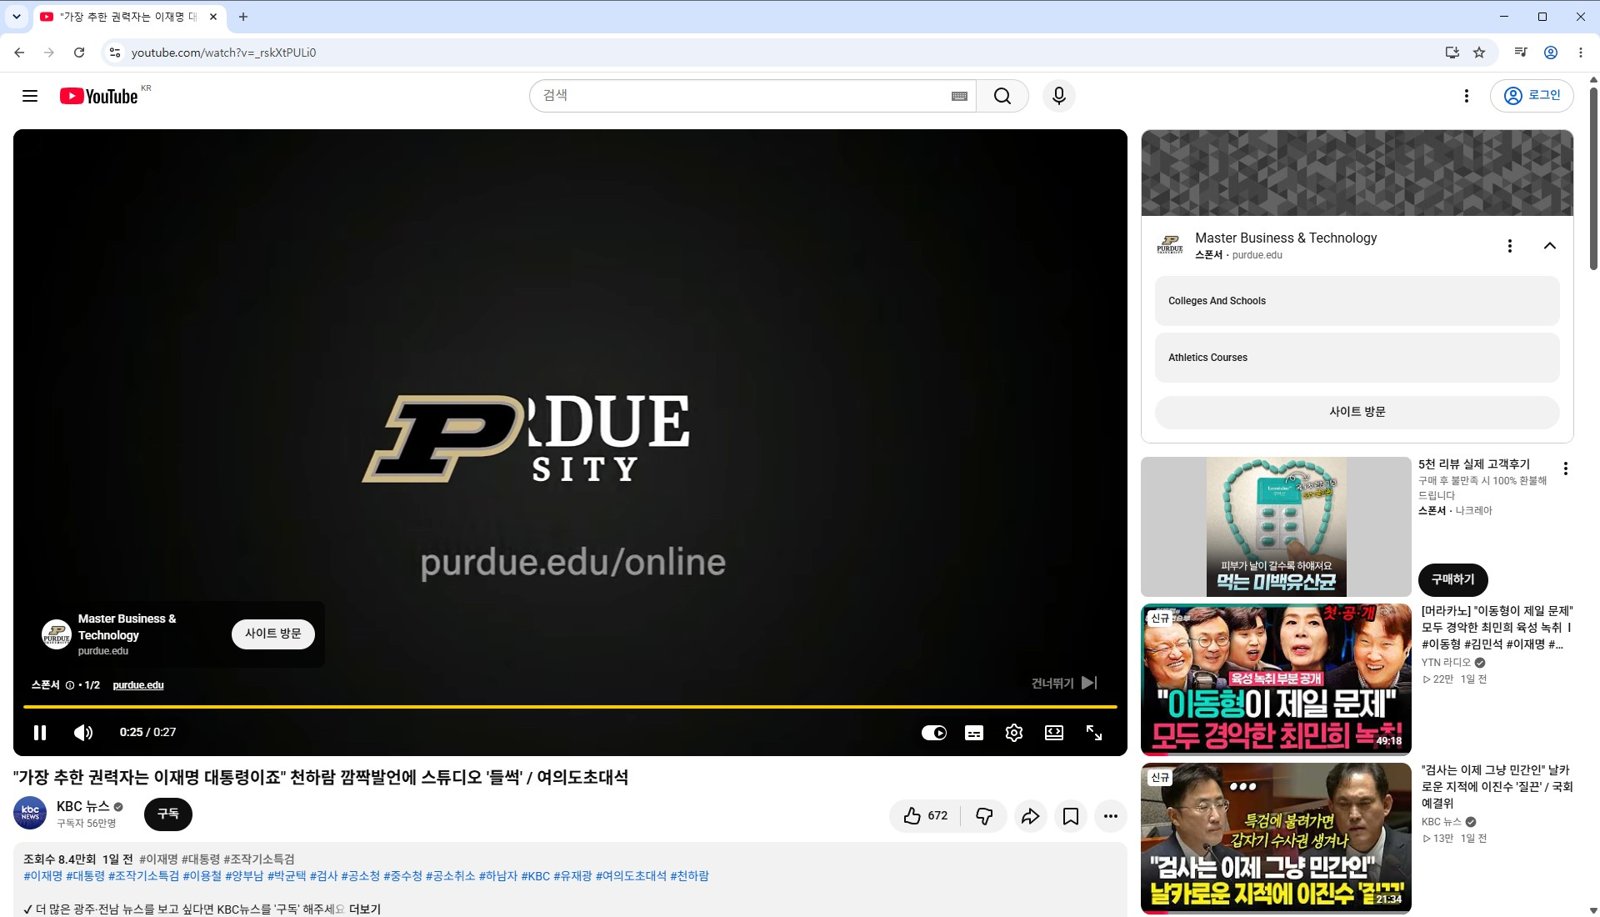 "가장 추한 권력자는 이재명 대
youtube.com/watch?v=_rskXtPULi0
YouTube KR
검색
로그인
PURDUE
SITY
purdue.edu/online
Master Business &
Technology
purdue.edu
사이트 방문
스폰서 · 1/2 purdue.edu
건너뛰기
0:25 / 0:27
"가장 추한 권력자는 이재명 대통령이죠" 천하람 깜짝발언에 스튜디오 '들썩' / 여의도초대석
kbc NEWS
KBC 뉴스
구독자 56만명
구독
672
조회수 8.4만회 1일 전 #이재명 #대통령 #조작기소특검
#이재명 #대통령 #조작기소특검 #이용철 #양부남 #박균택 #검사 #공소청 #중수청 #공소취소 #하남자 #KBC #유재광 #여의도초대석 #천하람
✔ 더 많은 광주·전남 뉴스를 보고 싶다면 KBC뉴스를 '구독' 해주세요 더보기
PURDUE
Master Business & Technology
스폰서 · purdue.edu
Colleges And Schools
Athletics Courses
사이트 방문
피부가 날이 갈수록 하얘져요
먹는 미백유산균
5천 리뷰 실제 고객후기
구매 후 불만족 시 100% 환불해
드립니다
스폰서 · 나크레아
구매하기
신규
첫·공·개
육성 녹취 부분 공개
"이동형이 제일 문제"
모두 경악한 최민희 녹취
49:18
[머라카노] "이동형이 제일 문제"
모두 경악한 최민희 육성 녹취 ㅣ
#이동형 #김민석 #이재명 #...
YTN 라디오
22만 1일 전
신규
특검에 불려가면
갑자기 수사권 생겨나
"검사는 이제 그냥 민간인"
날카로운 지적에 이진수 '질끈'
21:34
"검사는 이제 그냥 민간인" 날카
로운 지적에 이진수 '질끈' / 국회
예결위
KBC 뉴스
13만 1일 전